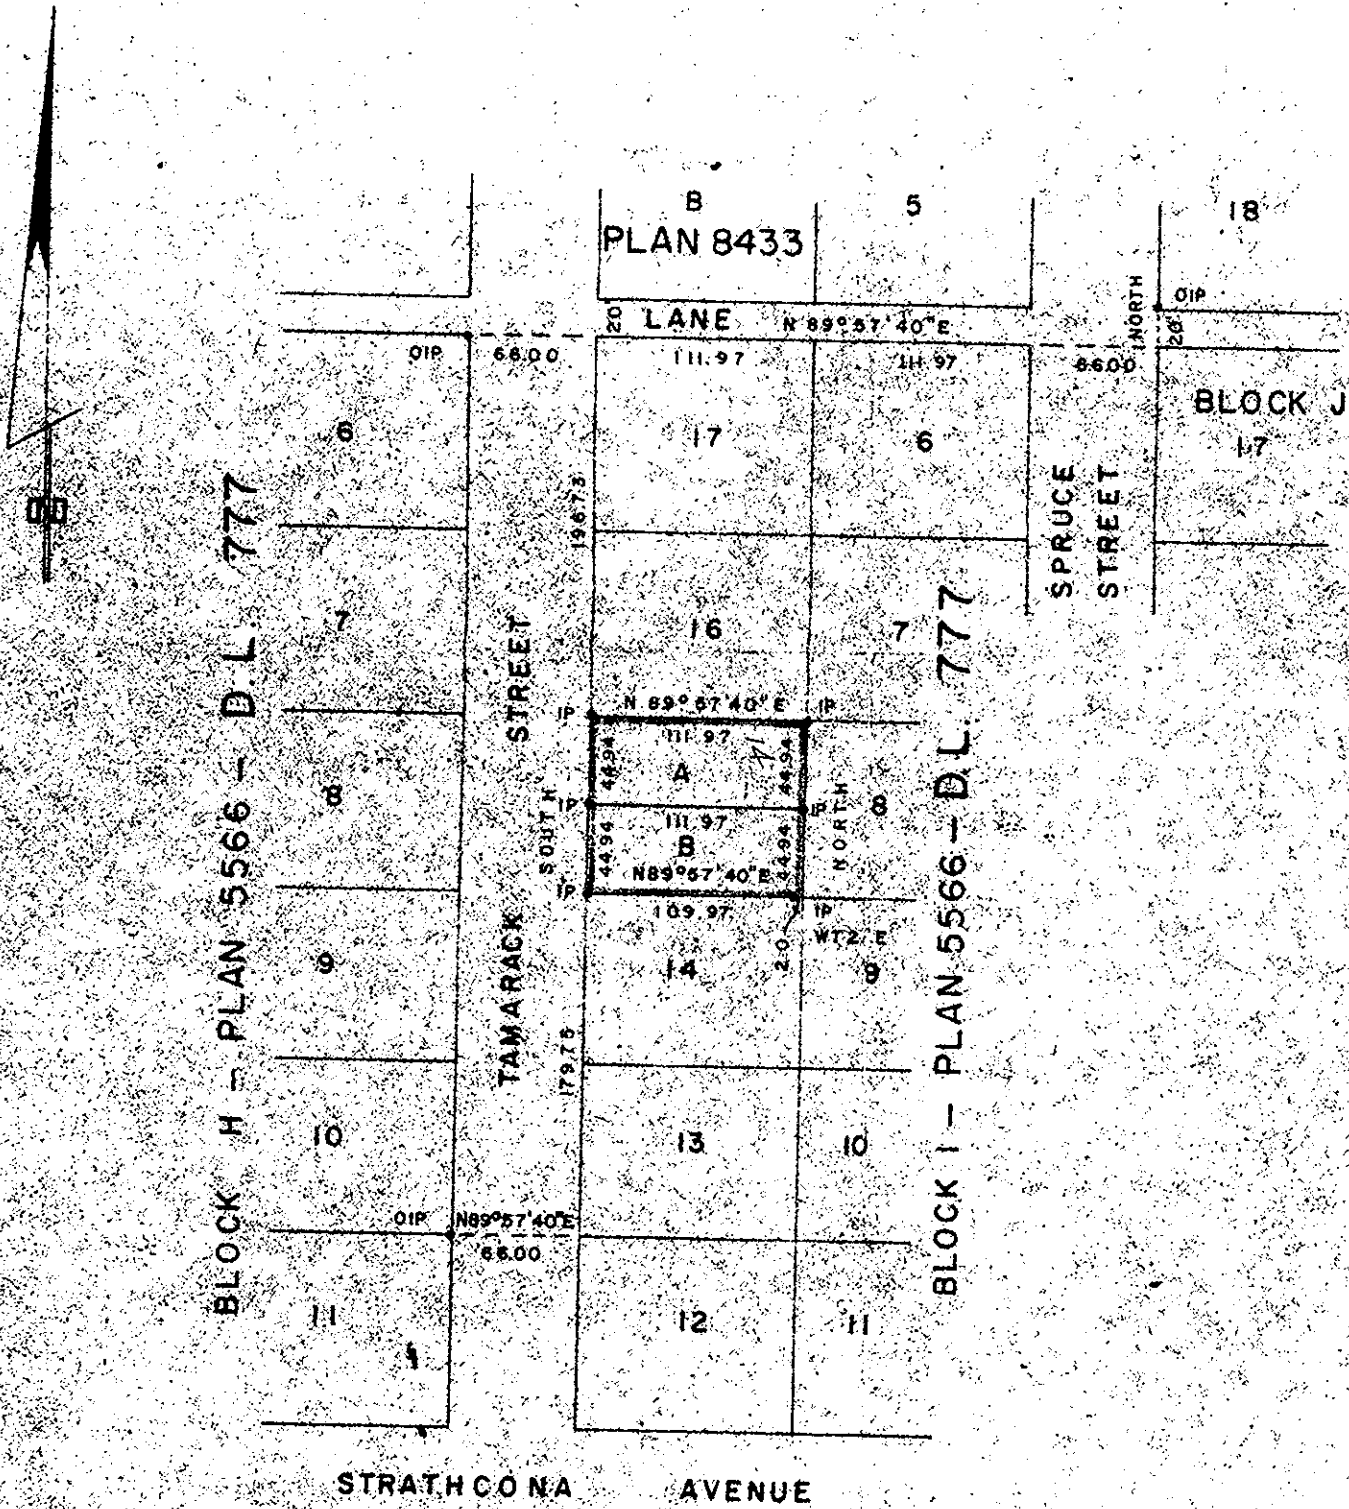 B
PLAN 8433
5
18
20
LANE
N 89° 57' 40" E
NORTH
OIP
20'
OIP
66.00
111.97
111.97
66.00
BLOCK J
17
6
17
6
196.73
SPRUCE
STREET
7
16
7
TAMARACK STREET
SOUTH
IP
N 89° 57' 40" E
IP
111.97
44.94
A
44.94
IP
IP
8
8
NORTH
111.97
44.94
B
44.94
N89° 57' 40" E
IP
109.97
IP
WT 2' E
2.0
9
14
9
179.75
10
13
10
OIP
N89° 57' 40" E
66.00
11
12
11
BLOCK H - PLAN 5566 - D.L. 777
BLOCK I - PLAN 5566 - D.L. 777
STRATHCONA AVENUE